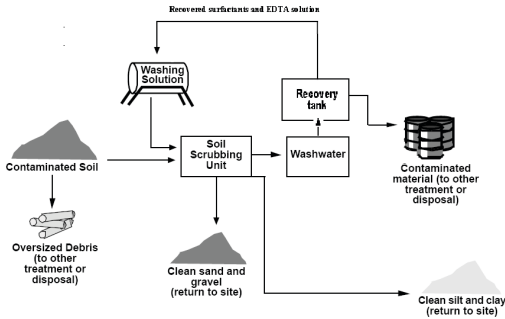 Recovered surfactants and EDTA solution
Washing
Solution
Recovery
tank
Soil
Scrubbing
Unit
Washwater
Contaminated Soil
Contaminated
material (to other
treatment or
disposal)
Oversized Debris
(to other
treatment or
disposal)
Clean sand and
gravel
(return to site)
Clean silt and clay
(return to site)